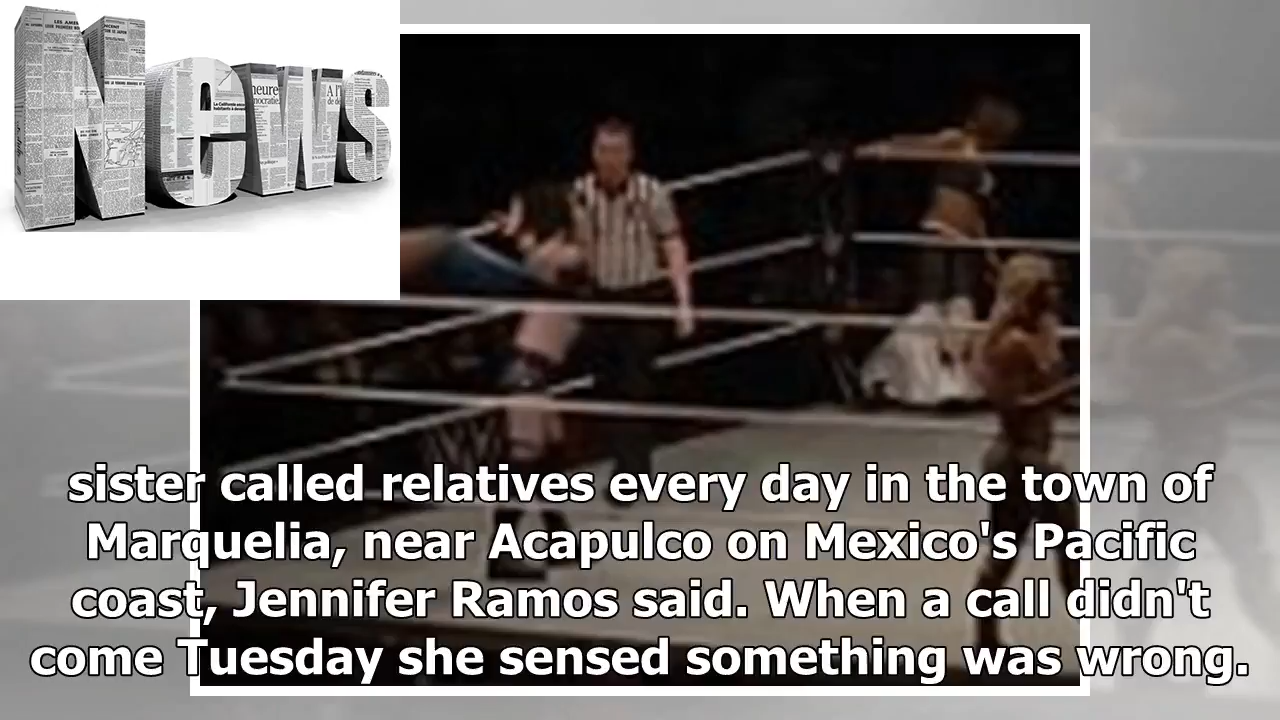 News
heure
A l'
sister called relatives every day in the town of
Marquelia, near Acapulco on Mexico's Pacific
coast, Jennifer Ramos said. When a call didn't
come Tuesday she sensed something was wrong.